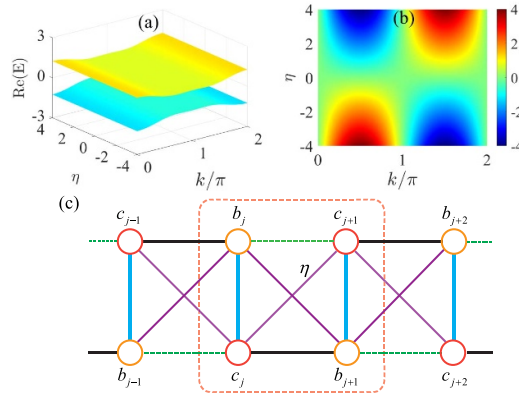 (a)
3
0
-3
Re(E)
4
2
0
-2
-4
η
0
1
2
k/π
(b)
4
2
0
-2
-4
η
0
1
2
k/π
4
2
0
-2
-4
(c)
c_{j-1}
b_j
c_{j+1}
b_{j+2}
η
b_{j-1}
c_j
b_{j+1}
c_{j+2}